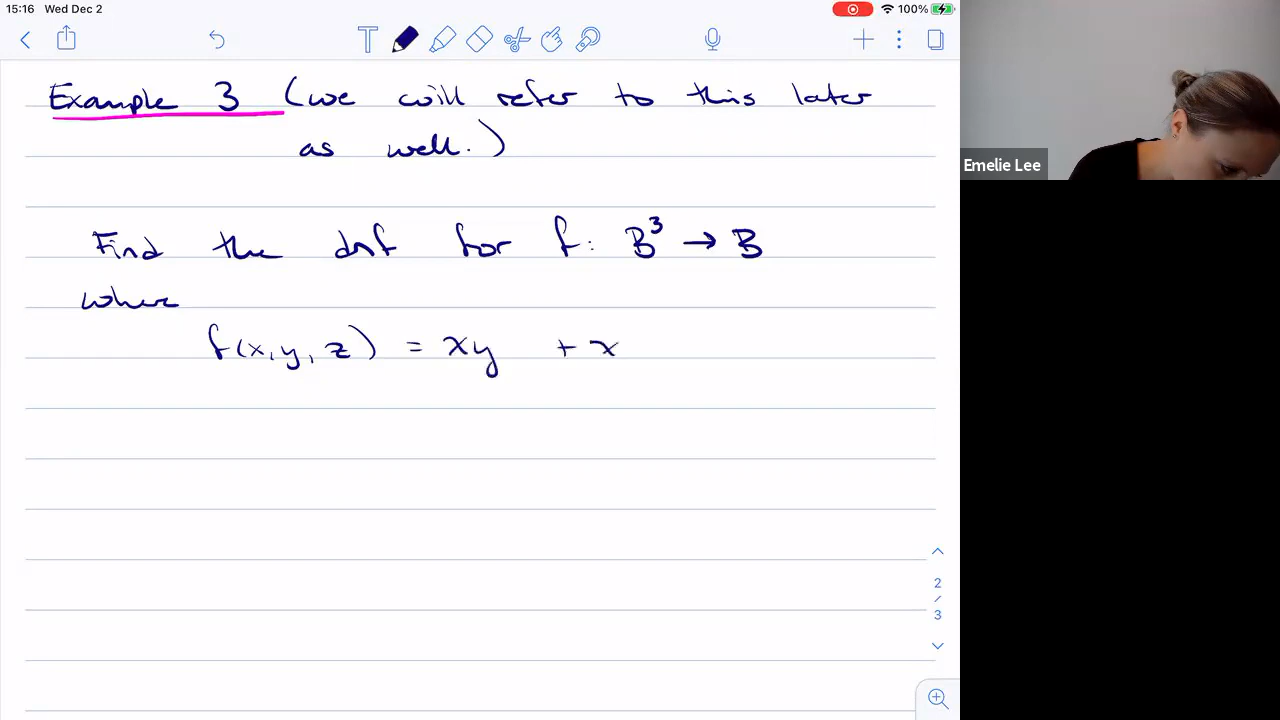 15:16 Wed Dec 2
100%
Example 3 (we will refer to this later
as well.)
Emelie Lee
Find the dnf for f: B³ → B
where
f(x, y, z) = xy + x
2
/
3